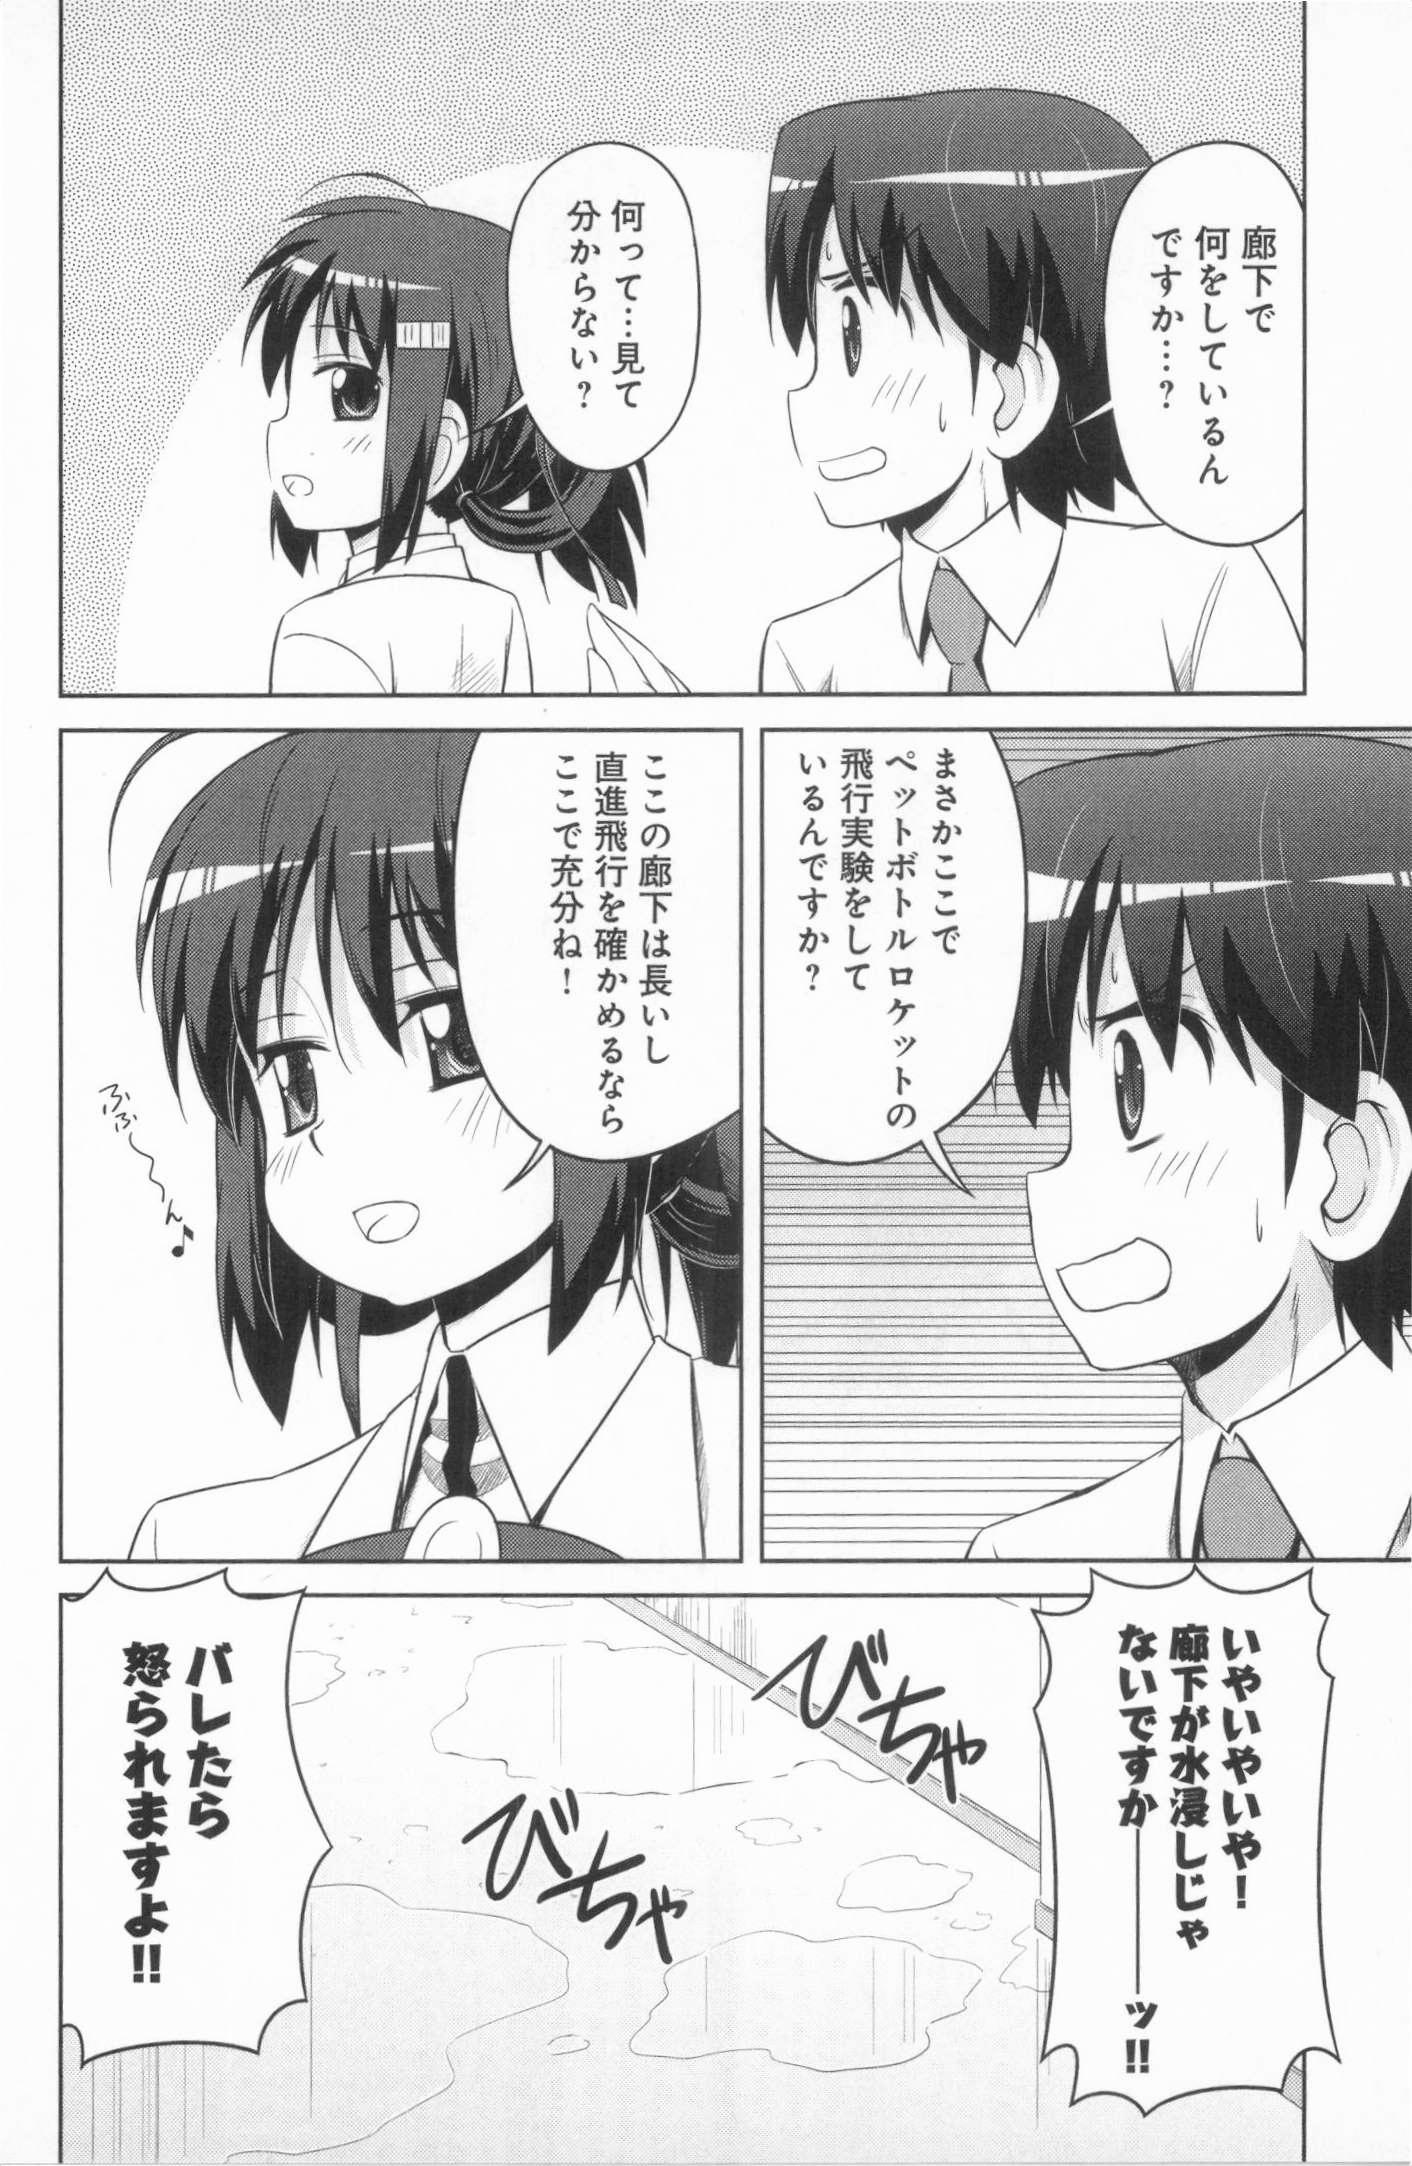 廊下で
何をしているん
ですか…？
何って…見て
分からない？
まさかここで
ペットボトルロケットの
飛行実験をして
いるんですか？
ここの廊下は長いし
直進飛行を確かめるなら
ここで充分ね！
ふふ～～ん♪
いやいやいや！
廊下が水浸しじゃ
ないですか――――ッ!!
びちゃ
びちゃ
バレたら
怒られますよ!!